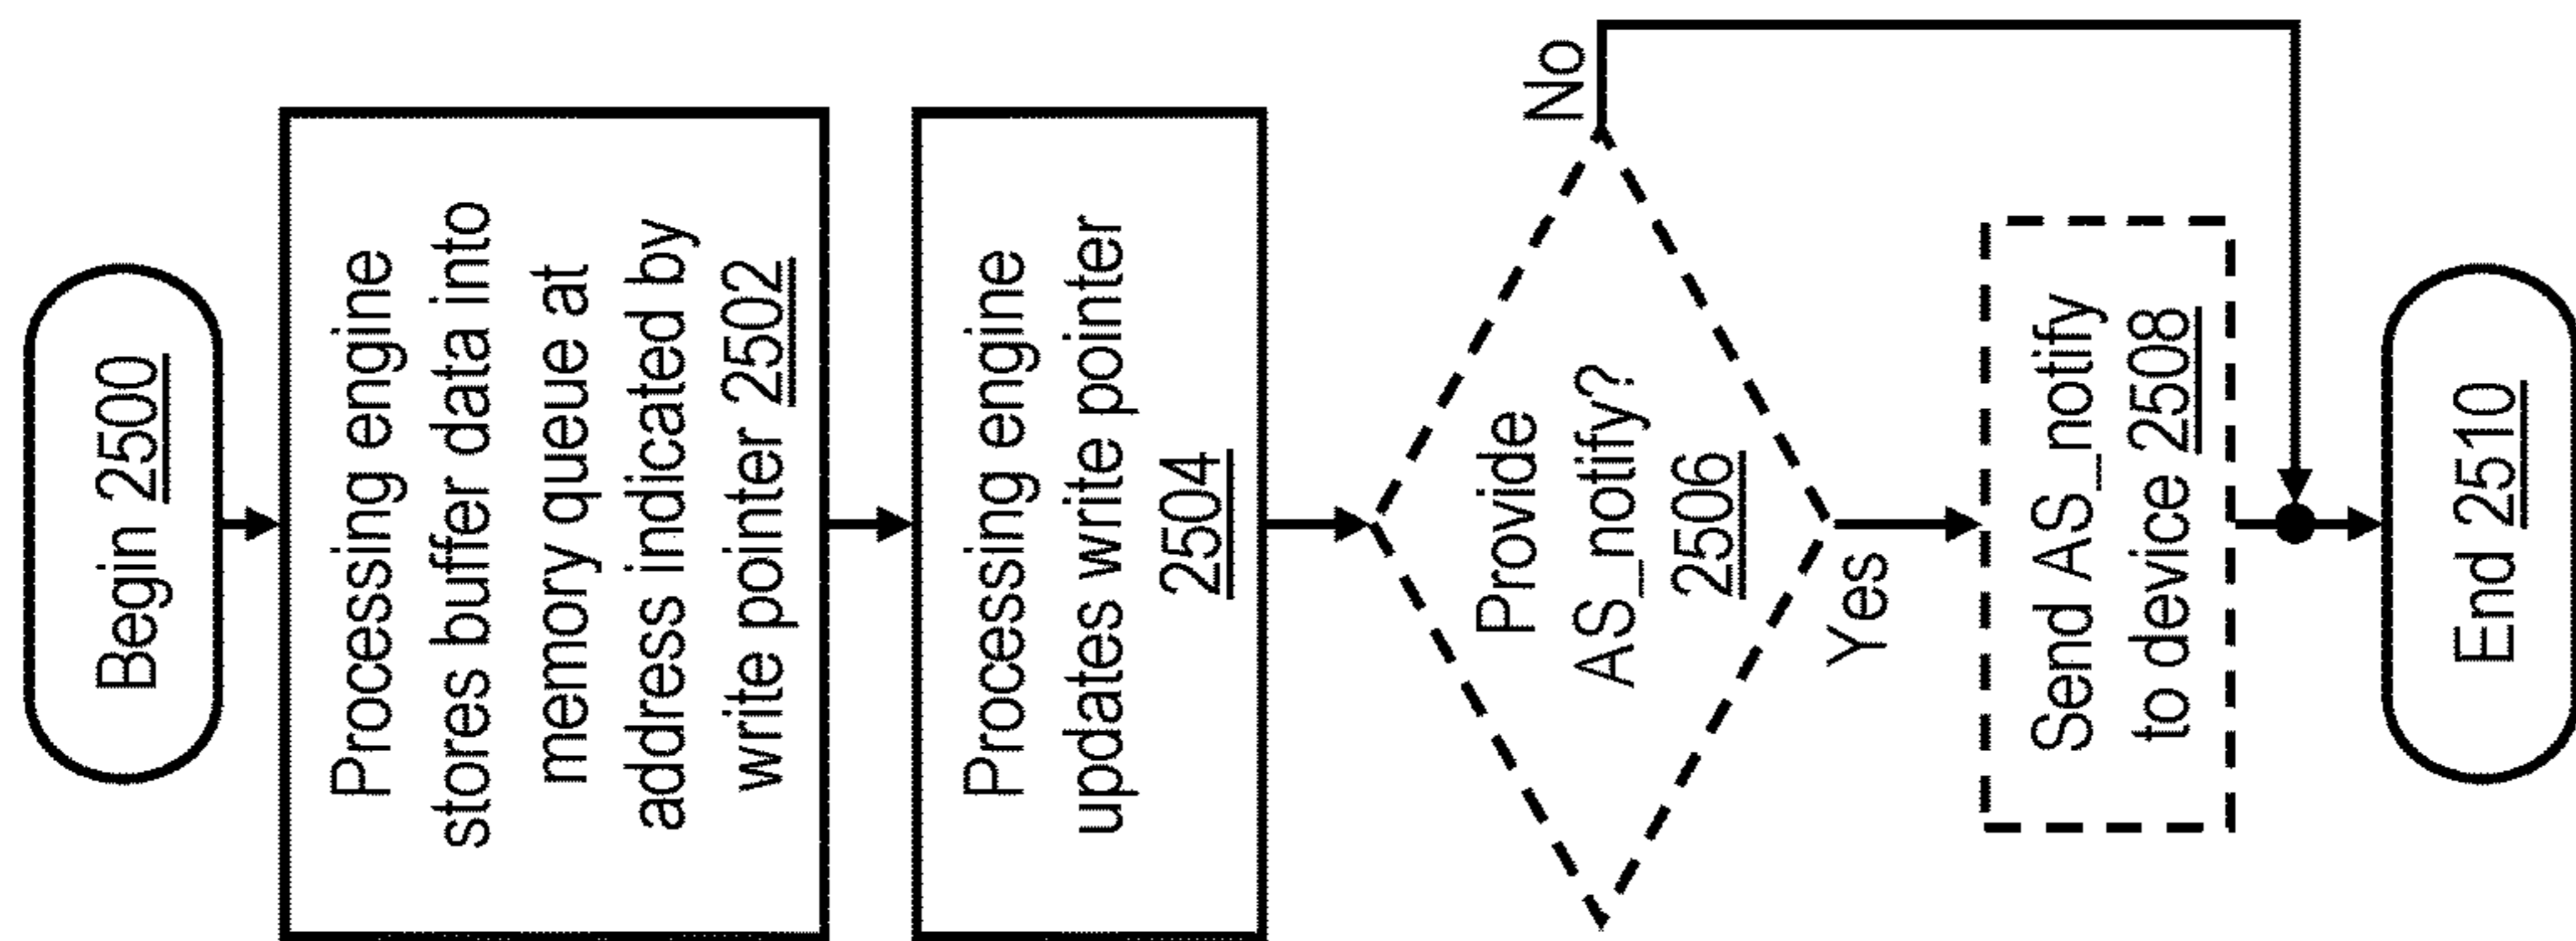 Begin 2500
Processing engine
stores buffer data into
memory queue at
address indicated by
write pointer 2502
Processing engine
updates write pointer
2504
Provide
AS_notify?
2506
No
Yes
Send AS_notify
to device 2508
End 2510